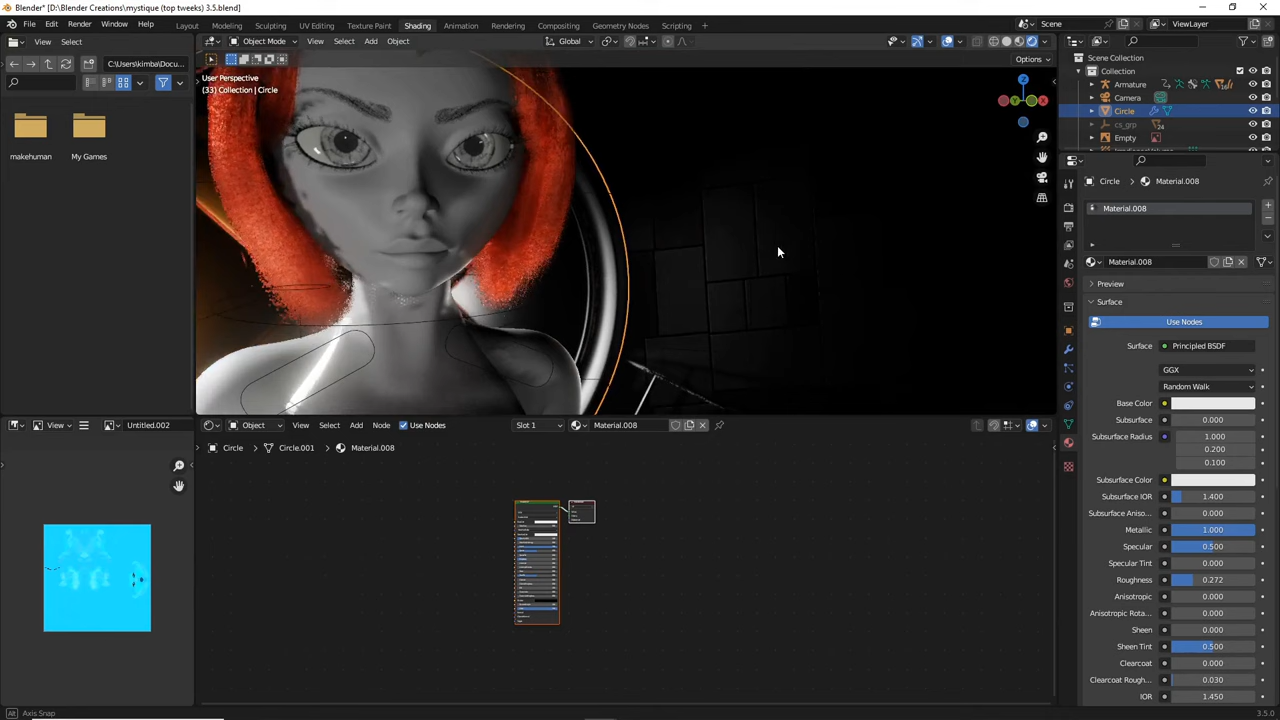 Blender* [D:\Blender Creations\mystique (top tweeks) 3.5.blend]
File Edit Render Window Help
Layout Modeling Sculpting UV Editing Texture Paint Shading Animation Rendering Compositing Geometry Nodes Scripting
Scene ViewLayer
View Select
Object Mode View Select Add Object Global
C:\Users\kimba\Docu...
Options
User Perspective
(33) Collection | Circle
makehuman My Games
Scene Collection
Collection
Armature
Camera
Circle
cs_grp
24
Empty
Circle Material.008
Material.008
Material.008
Preview
Surface
Use Nodes
Surface Principled BSDF
GGX
Random Walk
Base Color
Subsurface 0.000
Subsurface Radius 1.000
0.200
0.100
Subsurface Color
Subsurface IOR 1.400
Subsurface Aniso... 0.000
Metallic 1.000
Specular 0.500
Specular Tint 0.000
Roughness 0.277
Anisotropic 0.000
Anisotropic Rota... 0.000
Sheen 0.000
Sheen Tint 0.500
Clearcoat 0.000
Clearcoat Rough... 0.030
IOR 1.450
View Untitled.002
Object View Select Add Node Use Nodes Slot 1 Material.008
Circle Circle.001 Material.008
Axis Snap
3.5.0